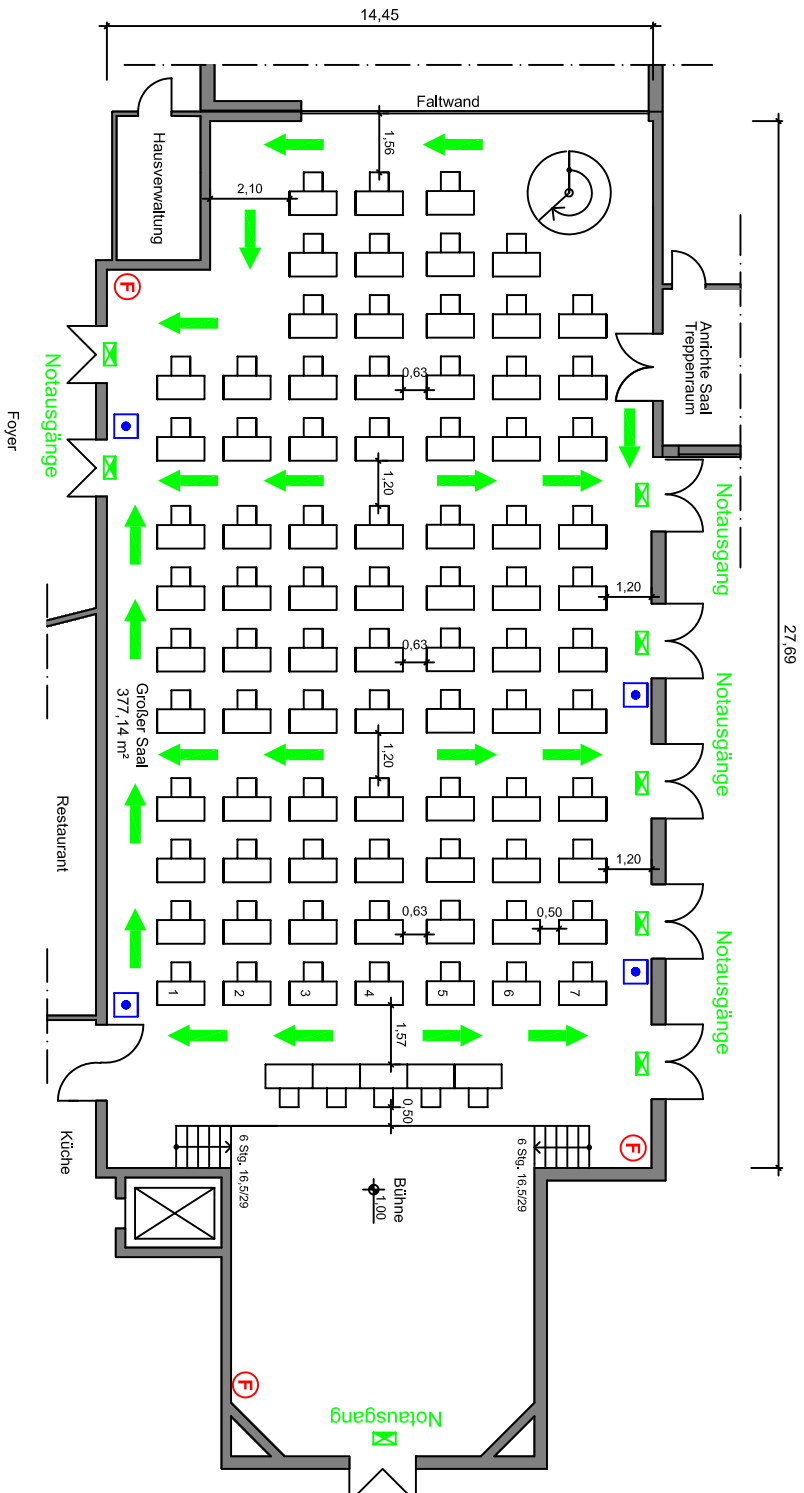 14,45
Faltwand
1,56
Hausverwaltung
2,10
F
Anrichte Saal
Treppenraum
Notausgänge
Foyer
0,63
1,20
Notausgang
1,20
27,69
0,63
Großer Saal
377,14 m²
Notausgänge
1,20
Restaurant
1,20
0,63
0,50
Notausgänge
1
2
3
4
5
6
7
1,57
0,50
Küche
6 Stg. 16,5/29
6 Stg. 16,5/29
F
Bühne
1,00
F
Notausgang